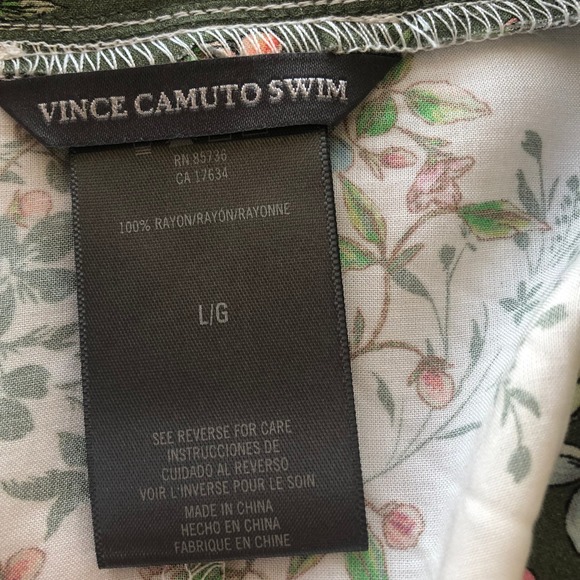 VINCE CAMUTO SWIM
RN 85736
CA 17634
100% RAYON/RAYÓN/RAYONNE
L/G
SEE REVERSE FOR CARE
INSTRUCCIONES DE
CUIDADO AL REVERSO
VOIR L'INVERSE POUR LE SOIN
MADE IN CHINA
HECHO EN CHINA
FABRIQUE EN CHINE